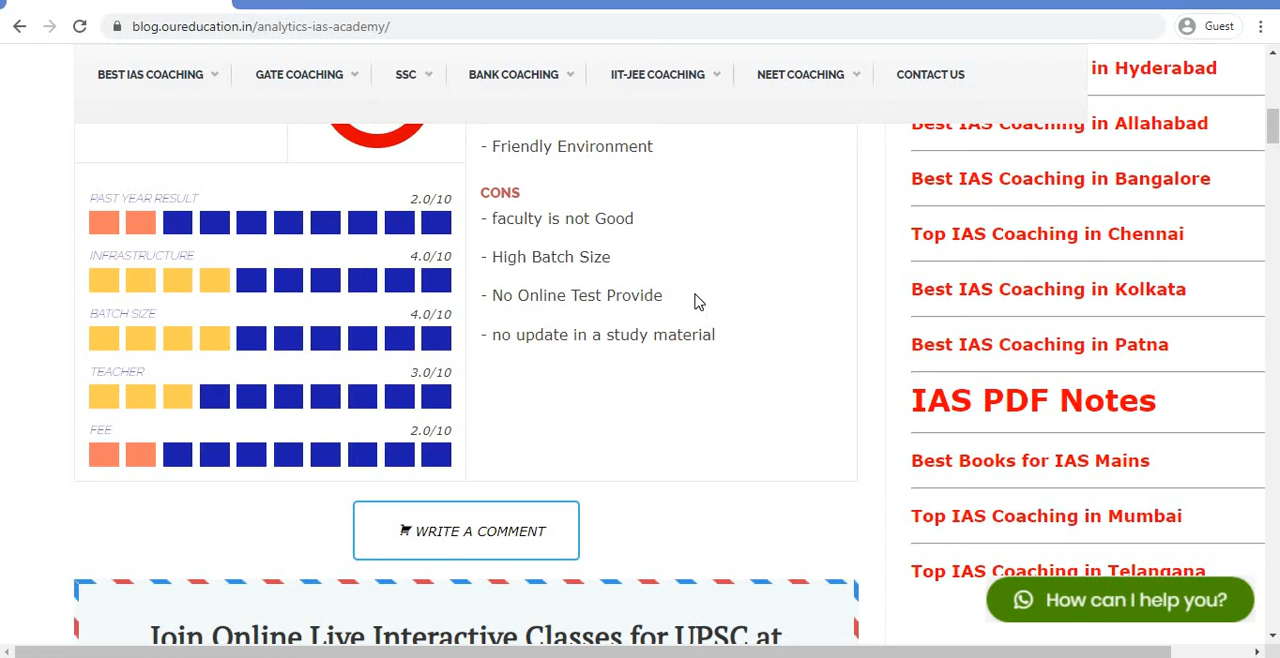 blog.oureducation.in/analytics-ias-academy/
Guest
BEST IAS COACHING
GATE COACHING
SSC
BANK COACHING
IIT-JEE COACHING
NEET COACHING
CONTACT US
- Friendly Environment
CONS
- faculty is not Good
- High Batch Size
- No Online Test Provide
- no update in a study material
PAST YEAR RESULT 2.0/10
INFRASTRUCTURE 4.0/10
BATCH SIZE 4.0/10
TEACHER 3.0/10
FEE 2.0/10
WRITE A COMMENT
Join Online Live Interactive Classes for UPSC at
in Hyderabad
Best IAS Coaching in Allahabad
Best IAS Coaching in Bangalore
Top IAS Coaching in Chennai
Best IAS Coaching in Kolkata
Best IAS Coaching in Patna
IAS PDF Notes
Best Books for IAS Mains
Top IAS Coaching in Mumbai
Top IAS Coaching in Telangana
How can I help you?